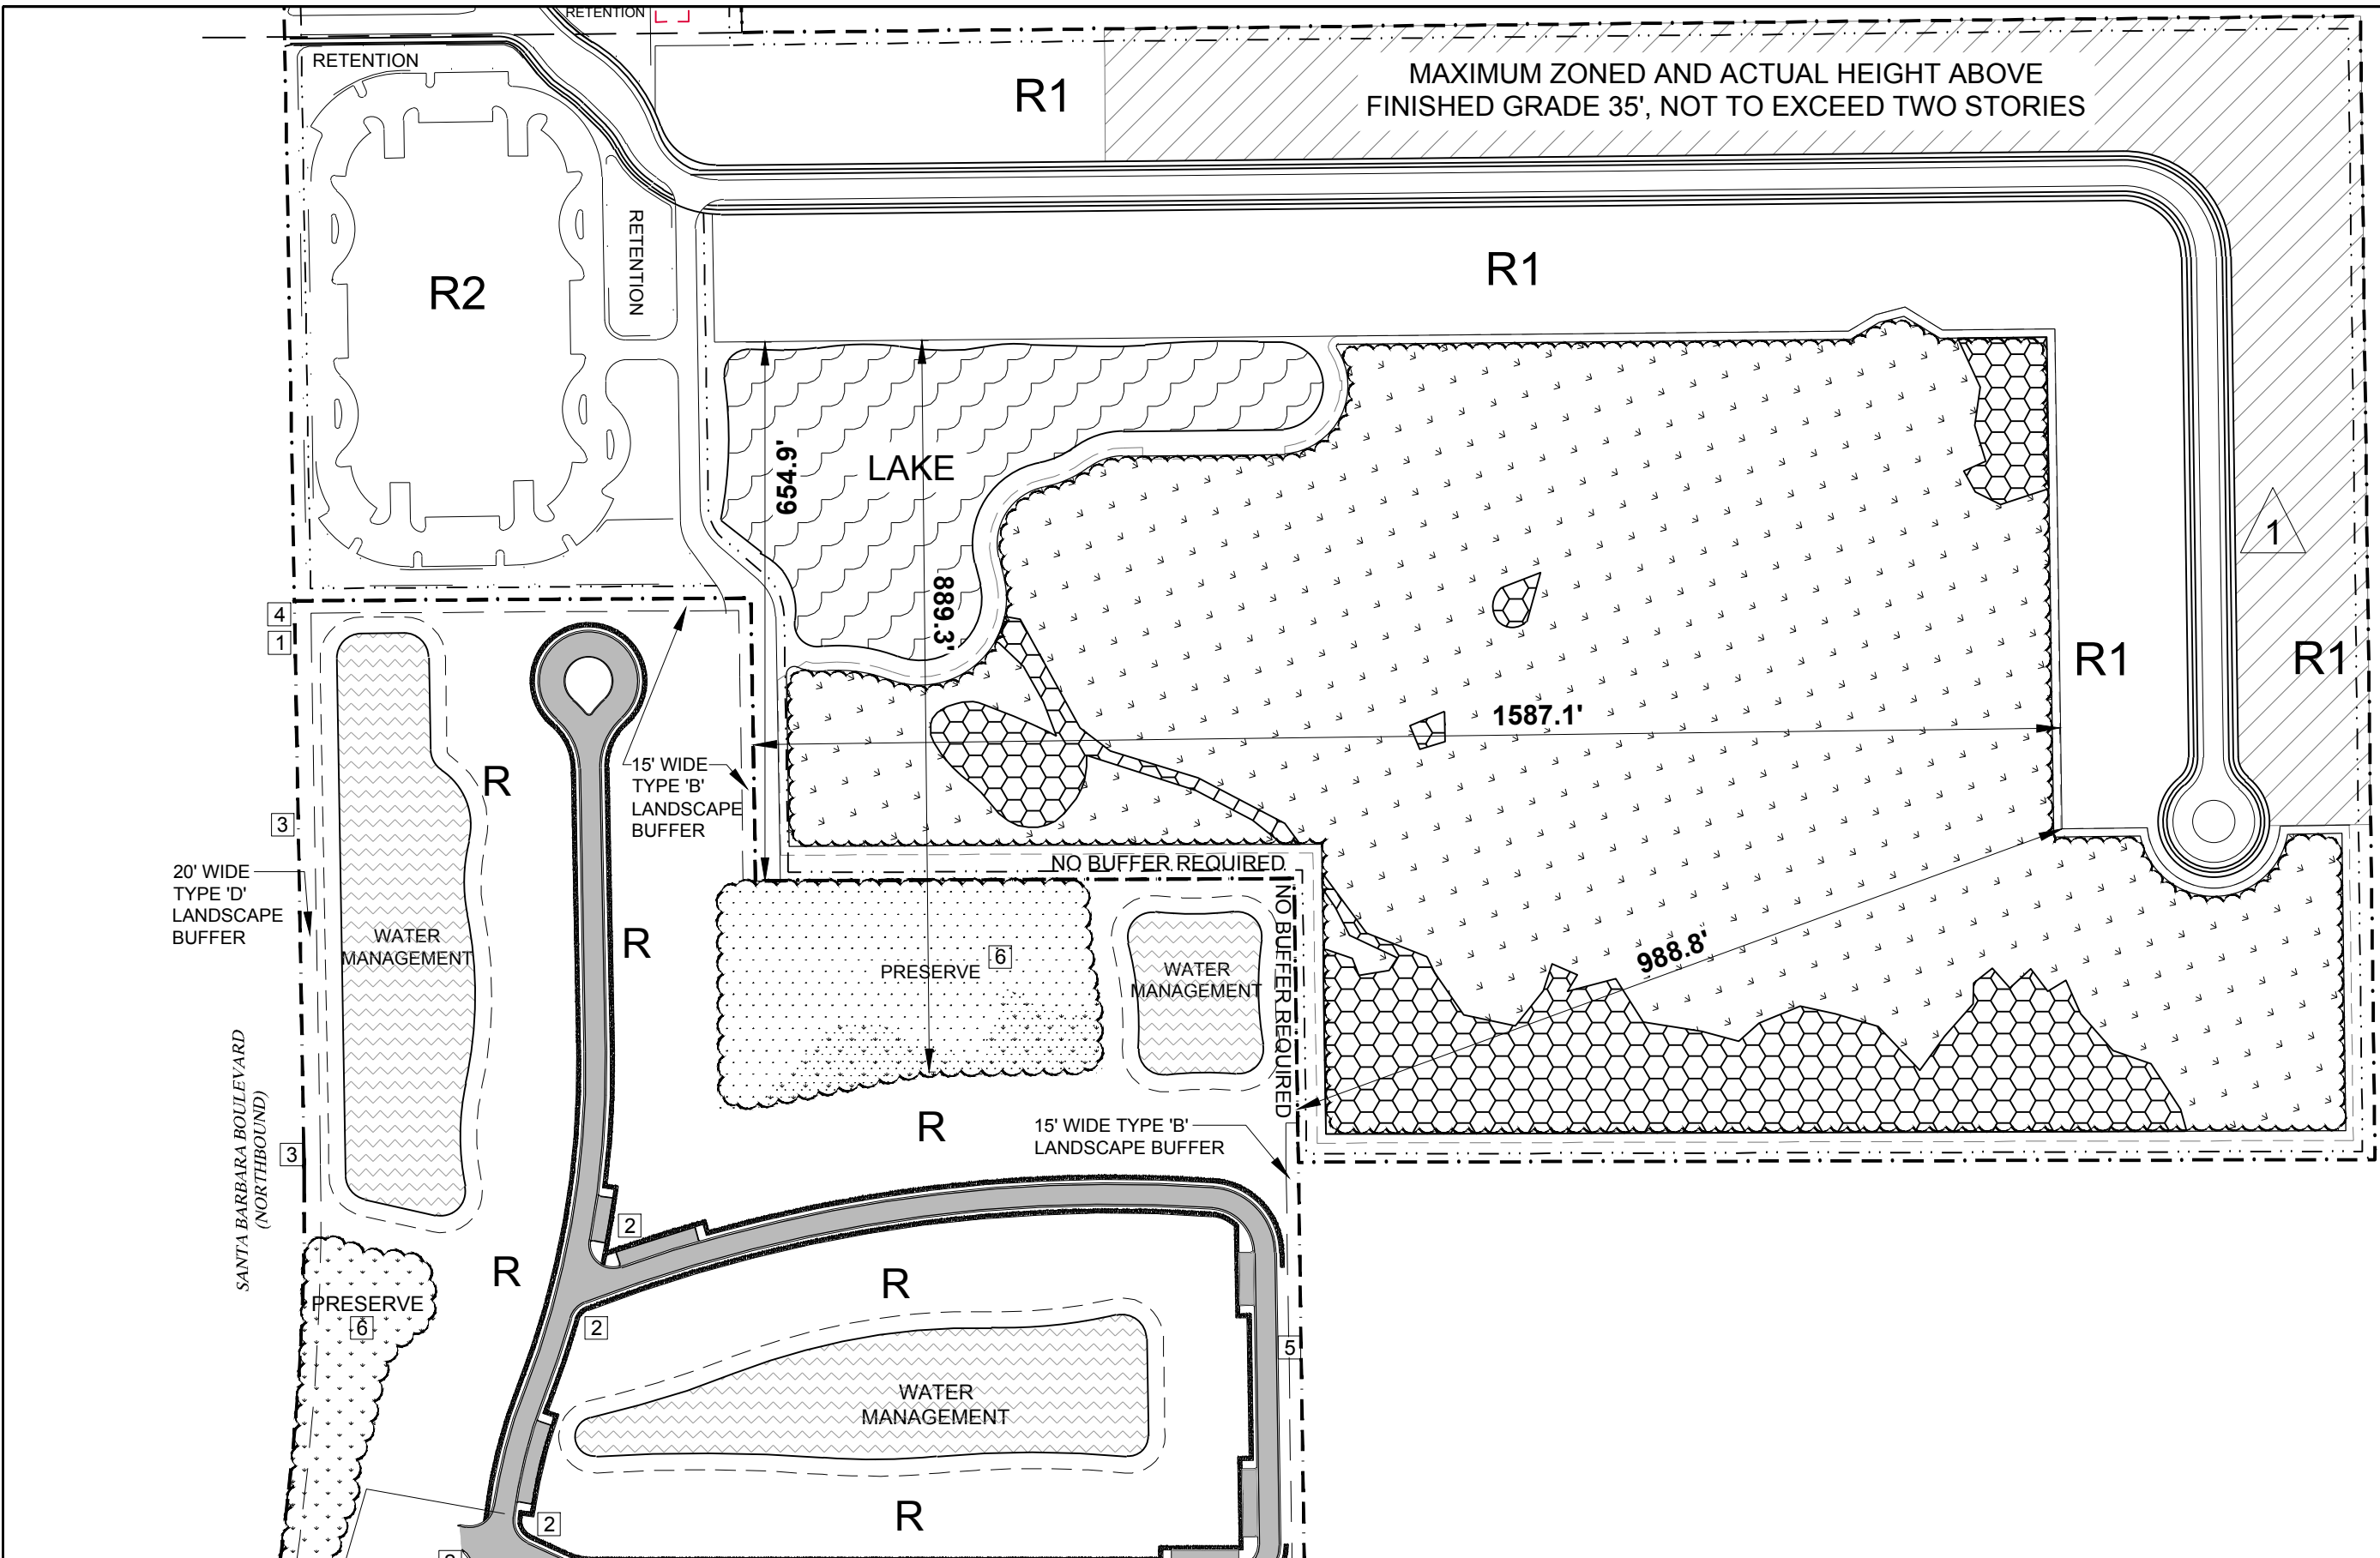 RETENTION
RETENTION
R1
MAXIMUM ZONED AND ACTUAL HEIGHT ABOVE
FINISHED GRADE 35', NOT TO EXCEED TWO STORIES
RETENTION
R2
R1
LAKE
654.9'
889.3'
1
4
1
R1
R1
1587.1'
R
15' WIDE
TYPE 'B'
LANDSCAPE
BUFFER
3
20' WIDE
TYPE 'D'
LANDSCAPE
BUFFER
NO BUFFER REQUIRED
NO BUFFER REQUIRED
WATER
MANAGEMENT
R
PRESERVE
6
WATER
MANAGEMENT
988.8'
SANTA BARBARA BOULEVARD
(NORTHBOUND)
R
15' WIDE TYPE 'B'
LANDSCAPE BUFFER
3
2
R
R
PRESERVE
6
2
5
WATER
MANAGEMENT
R
2